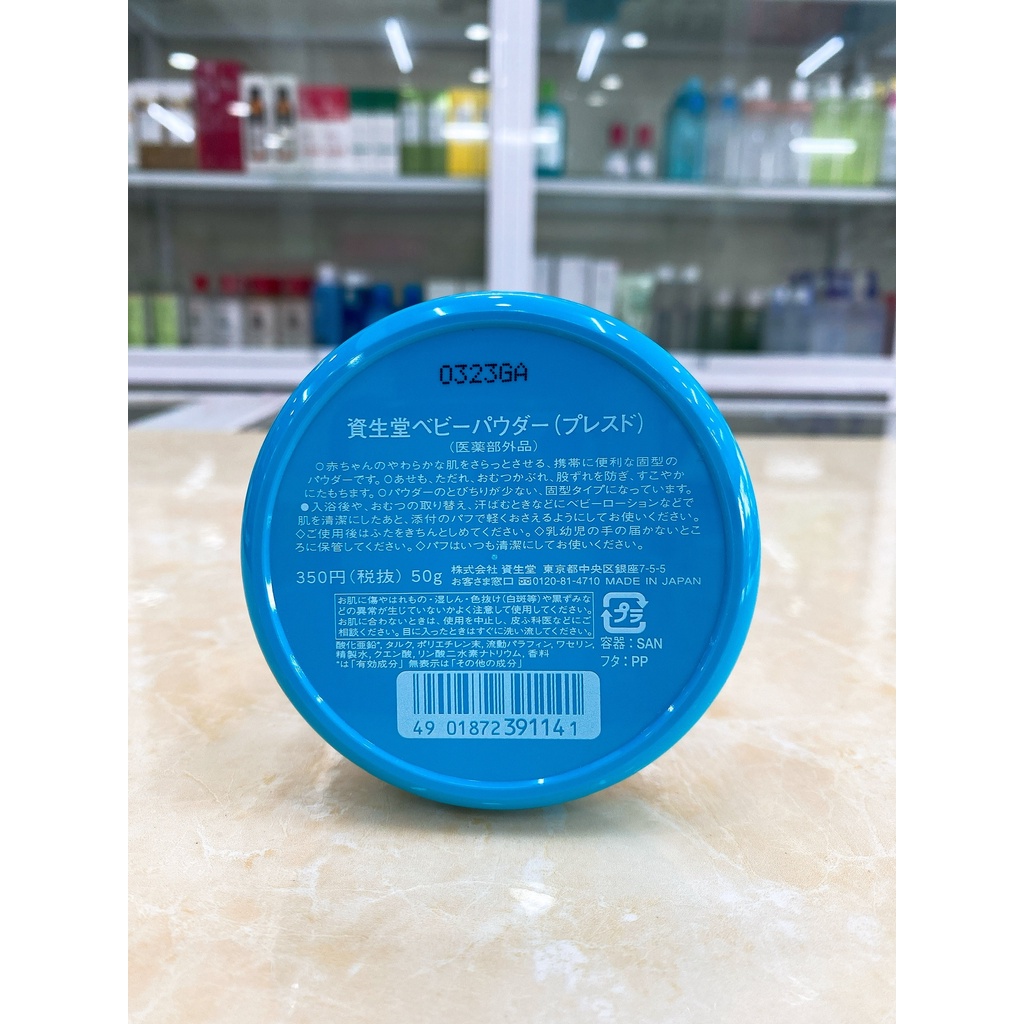 0323GA
資生堂ベビーパウダー(プレスド)
(医薬部外品)
○赤ちゃんのやわらかな肌をさらっとさせる、携帯に便利な固型の
パウダーです。○あせも、ただれ、おむつかぶれ、股ずれを防ぎ、すこやか
にたもちます。○パウダーのとびちりが少ない、固型タイプになっています。
●入浴後や、おむつの取り替え、汗ばむときなどにベビーローションなどで
肌を清潔にしたあと、添付のパフで軽くおさえるようにしてお使いください。
◇ご使用後はふたをきちんとしめてください。◇乳幼児の手の届かないとこ
ろに保管してください。◇パフはいつも清潔にしてお使いください。
350円(税抜) 50g 株式会社 資生堂 東京都中央区銀座7-5-5
お客さま窓口 0120-81-4710 MADE IN JAPAN
お肌に傷やはれもの・湿しん・色抜け(白斑等)や黒ずみな
どの異常が生じていないかよく注意して使用してください。
お肌に合わないときは、使用を中止し、皮ふ科医などにご
相談ください。目に入ったときはすぐに洗い流してください。
プラ
容器:SAN
フタ:PP
酸化亜鉛*, タルク, ポリエチレン末, 流動パラフィン, ワセリン,
精製水, クエン酸, リン酸二水素ナトリウム, 香料
*は「有効成分」 無表示は「その他の成分」
49 01872 391141